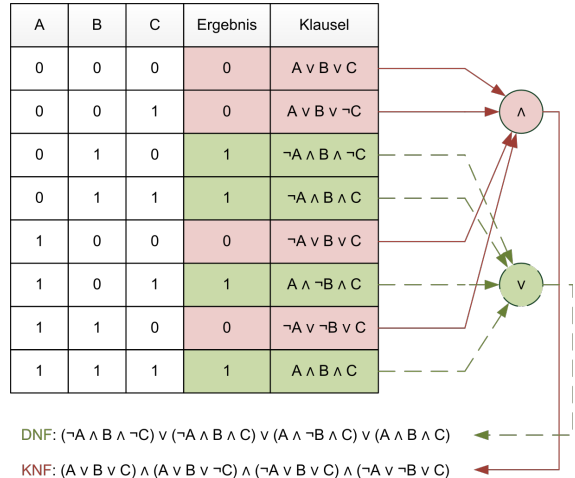 A B C Ergebnis Klausel
0 0 0 0 A ∨ B ∨ C
0 0 1 0 A ∨ B ∨ ¬C
∧
0 1 0 1 ¬A ∧ B ∧ ¬C
0 1 1 1 ¬A ∧ B ∧ C
1 0 0 0 ¬A ∨ B ∨ C
1 0 1 1 A ∧ ¬B ∧ C
∨
1 1 0 0 ¬A ∨ ¬B ∨ C
1 1 1 1 A ∧ B ∧ C
DNF: (¬A ∧ B ∧ ¬C) ∨ (¬A ∧ B ∧ C) ∨ (A ∧ ¬B ∧ C) ∨ (A ∧ B ∧ C)
KNF: (A ∨ B ∨ C) ∧ (A ∨ B ∨ ¬C) ∧ (¬A ∨ B ∨ C) ∧ (¬A ∨ ¬B ∨ C)